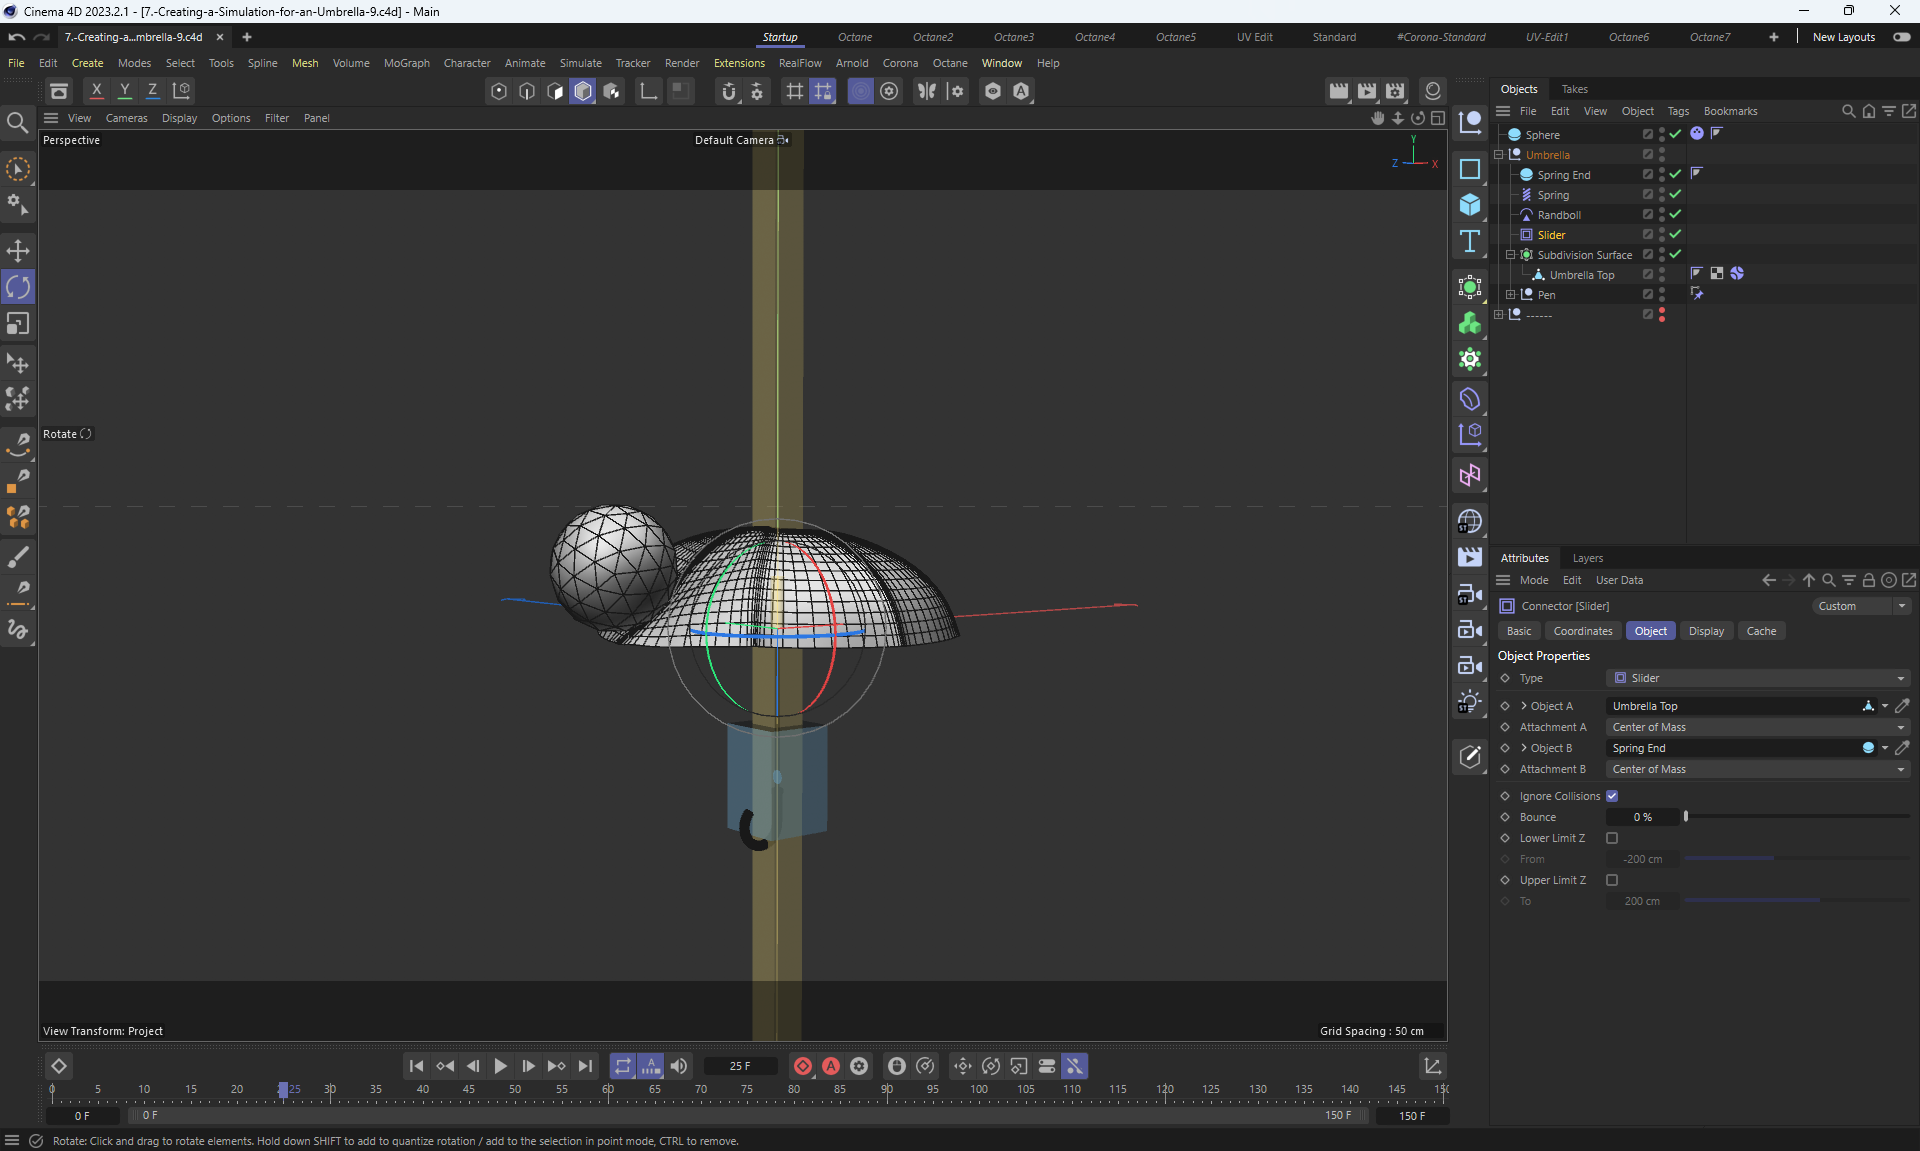 Cinema 4D 2023.2.1 - [7.-Creating-a-Simulation-for-an-Umbrella-9.c4d] - Main
7.-Creating-a...mbrella-9.c4d
Startup Octane Octane2 Octane3 Octane4 Octane5 UV Edit Standard #Corona-Standard UV-Edit1 Octane6 Octane7 New Layouts
File Edit Create Modes Select Tools Spline Mesh Volume MoGraph Character Animate Simulate Tracker Render Extensions RealFlow Arnold Corona Octane Window Help
X Y Z
View Cameras Display Options Filter Panel
Perspective
Default Camera
Y
Z X
Rotate
View Transform: Project
Grid Spacing : 50 cm
Objects Takes
File Edit View Object Tags Bookmarks
Sphere
Umbrella
Spring End
Spring
Randboll
Slider
Subdivision Surface
Umbrella Top
Pen
------
Attributes Layers
Mode Edit User Data
Connector [Slider]
Custom
Basic Coordinates Object Display Cache
Object Properties
Type Slider
Object A Umbrella Top
Attachment A Center of Mass
Object B Spring End
Attachment B Center of Mass
Ignore Collisions
Bounce 0 %
Lower Limit Z
From -200 cm
Upper Limit Z
To 200 cm
25 F
0 5 10 15 20 25 30 35 40 45 50 55 60 65 70 75 80 85 90 95 100 105 110 115 120 125 130 135 140 145
0 F 0 F 150 F 150 F
Rotate: Click and drag to rotate elements. Hold down SHIFT to add to quantize rotation / add to the selection in point mode, CTRL to remove.